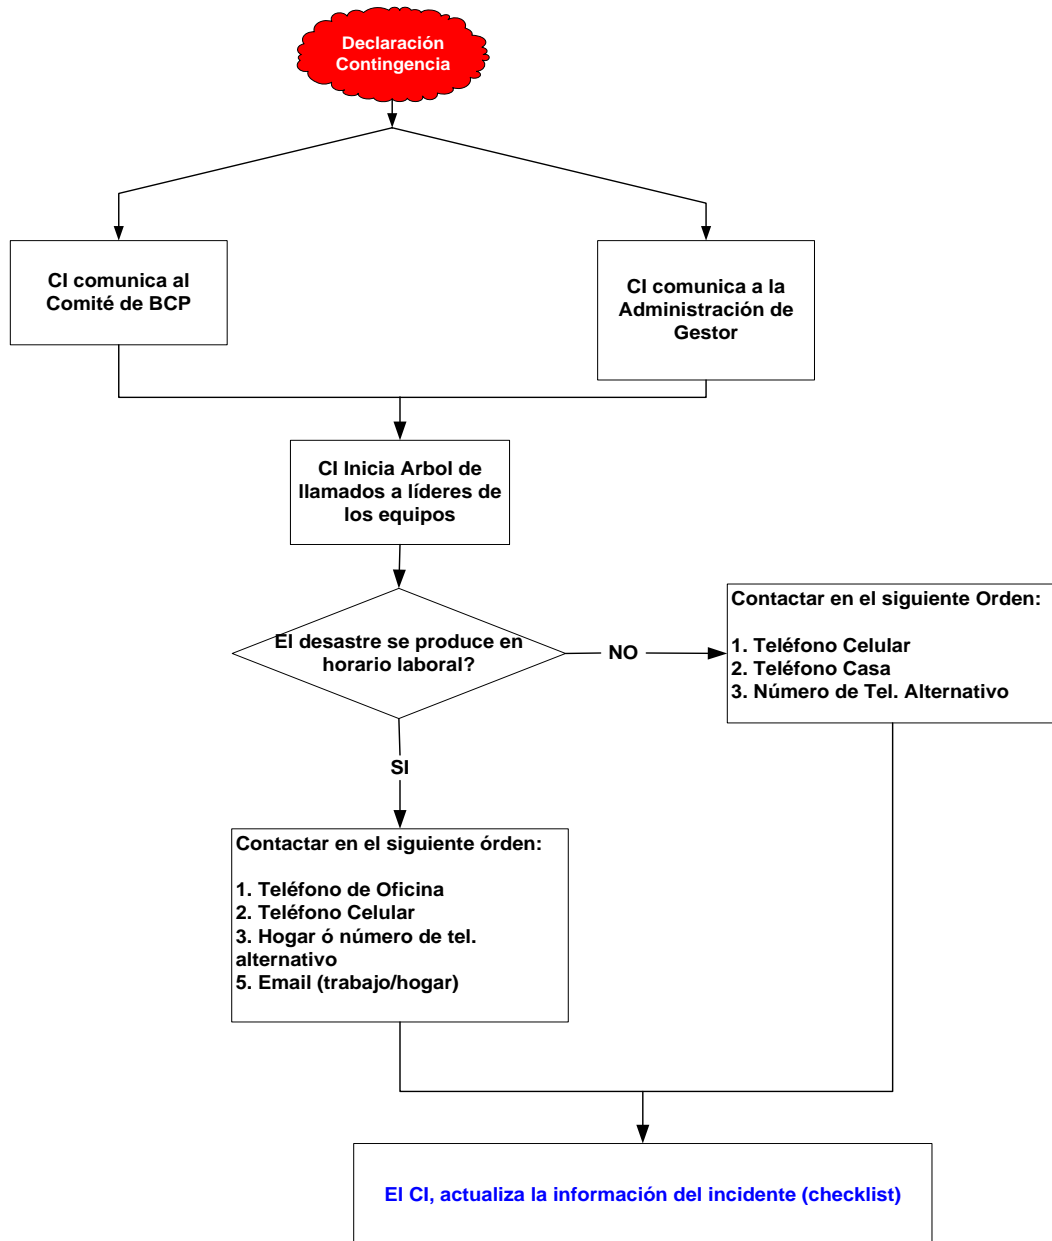 Declaración
Contingencia
CI comunica al
Comité de BCP
CI comunica a la
Administración de
Gestor
CI Inicia Arbol de
llamados a líderes de
los equipos
El desastre se produce en
horario laboral?
NO
Contactar en el siguiente Orden:
1. Teléfono Celular
2. Teléfono Casa
3. Número de Tel. Alternativo
SI
Contactar en el siguiente órden:
1. Teléfono de Oficina
2. Teléfono Celular
3. Hogar ó número de tel.
alternativo
5. Email (trabajo/hogar)
El CI, actualiza la información del incidente (checklist)